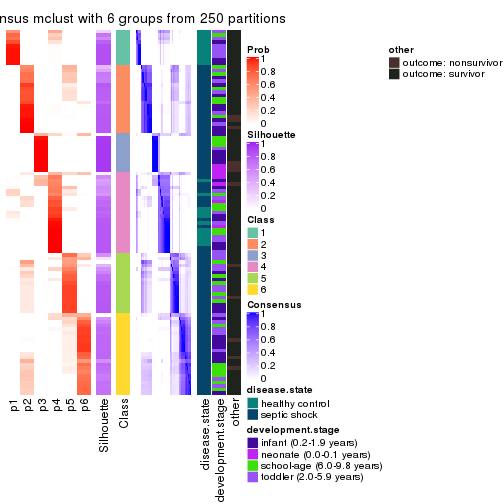 nsus mclust with 6 groups from 250 partitions
Prob
1
0.8
0.6
0.4
0.2
0
Silhouette
1
0.8
0.6
0.4
0.2
0
Class
1
2
3
4
5
6
Consensus
1
0.8
0.6
0.4
0.2
0
disease.state
healthy control
septic shock
development.stage
infant (0.2-1.9 years)
neonate (0.0-0.1 years)
school-age (6.0-9.8 years)
toddler (2.0-5.9 years)
other
outcome: nonsurvivor
outcome: survivor
p1
p2
p3
p4
p5
p6
Silhouette
Class
disease.state
development.stage
other